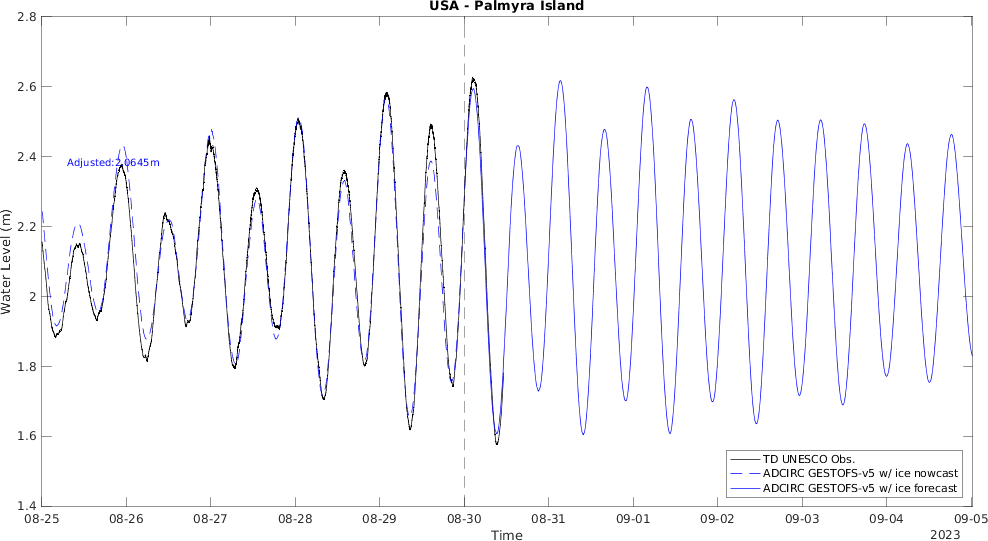 USA - Palmyra Island
2.8
2.6
2.4
2.2
2
1.8
1.6
1.4
Water Level (m)
Adjusted:2.0645m
TD UNESCO Obs.
ADCIRC GESTOFS-v5 w/ ice nowcast
ADCIRC GESTOFS-v5 w/ ice forecast
08-25 08-26 08-27 08-28 08-29 08-30 08-31 09-01 09-02 09-03 09-04 09-05
Time
2023